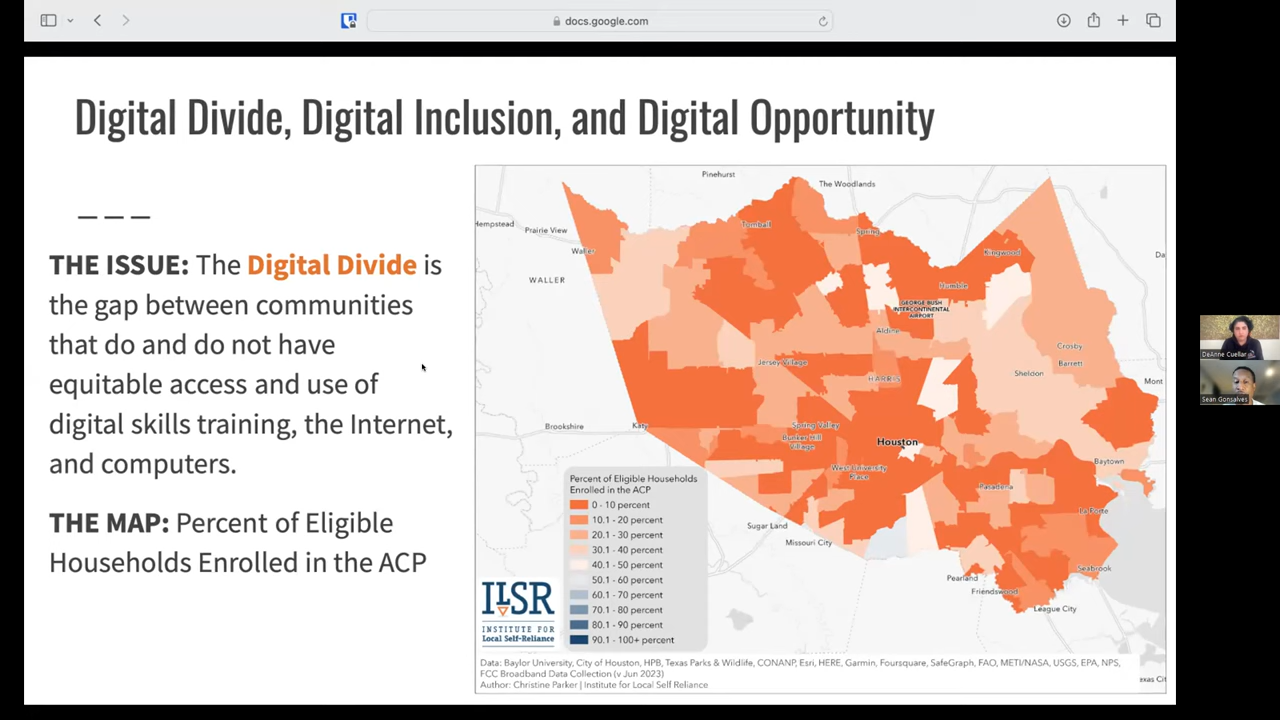 docs.google.com
Digital Divide, Digital Inclusion, and Digital Opportunity
THE ISSUE: The Digital Divide is
the gap between communities
that do and do not have
equitable access and use of
digital skills training, the Internet,
and computers.
THE MAP: Percent of Eligible
Households Enrolled in the ACP
Pinehurst
The Woodlands
Hempstead
Prairie View
Tomball
Spring
Waller
Kingwood
Da
WALLER
Humble
GEORGE BUSH
INTERCONTINENTAL
AIRPORT
Aldine
Crosby
Jersey Village
Barrett
HARRIS
Sheldon
Mont
Brookshire
Katy
Spring Valley
Bunker Hill
Village
Houston
West University
Place
Baytown
Pasadena
La Porte
Sugar Land
Missouri City
Seabrook
Pearland
Friendswood
League City
exas Cit
Percent of Eligible Households
Enrolled in the ACP
0 - 10 percent
10.1 - 20 percent
20.1 - 30 percent
30.1 - 40 percent
40.1 - 50 percent
50.1 - 60 percent
60.1 - 70 percent
70.1 - 80 percent
80.1 - 90 percent
90.1 - 100+ percent
ILSR
INSTITUTE FOR
Local Self-Reliance
Data: Baylor University, City of Houston, HPB, Texas Parks & Wildlife, CONANP, Esri, HERE, Garmin, Foursquare, SafeGraph, FAO, METI/NASA, USGS, EPA, NPS,
FCC Broadband Data Collection (v Jun 2023)
Author: Christine Parker | Institute for Local Self Reliance
DeAnne Cuellar
Sean Gonsalves